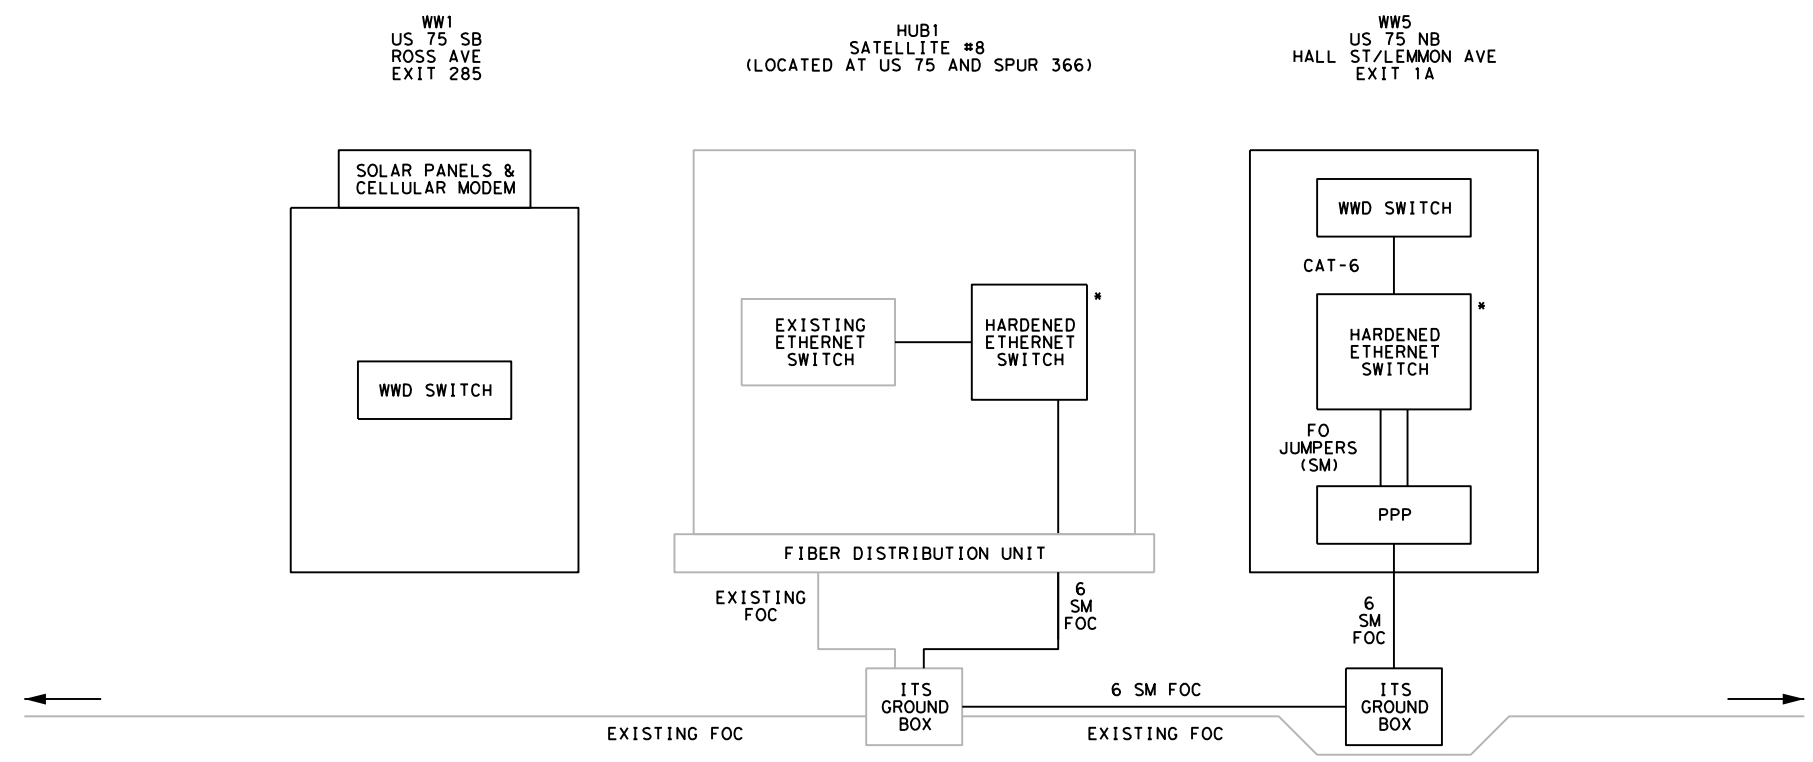 WW1
US 75 SB
ROSS AVE
EXIT 285
HUB1
SATELLITE #8
(LOCATED AT US 75 AND SPUR 366)
WW5
US 75 NB
HALL ST/LEMMON AVE
EXIT 1A
SOLAR PANELS &
CELLULAR MODEM
WWD SWITCH
EXISTING
ETHERNET
SWITCH
HARDENED
ETHERNET
SWITCH
*
FIBER DISTRIBUTION UNIT
EXISTING
FOC
6
SM
FOC
WWD SWITCH
CAT-6
HARDENED
ETHERNET
SWITCH
*
FO
JUMPERS
(SM)
PPP
6
SM
FOC
ITS
GROUND
BOX
6 SM FOC
ITS
GROUND
BOX
EXISTING FOC
EXISTING FOC